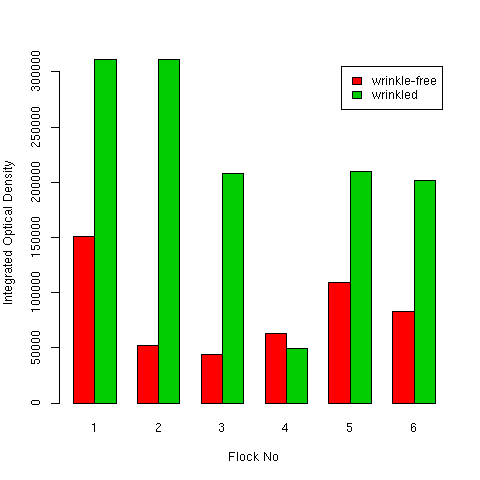 wrinkle-free
wrinkled
300000
250000
200000
150000
100000
50000
0
Integrated Optical Density
1 2 3 4 5 6
Flock No